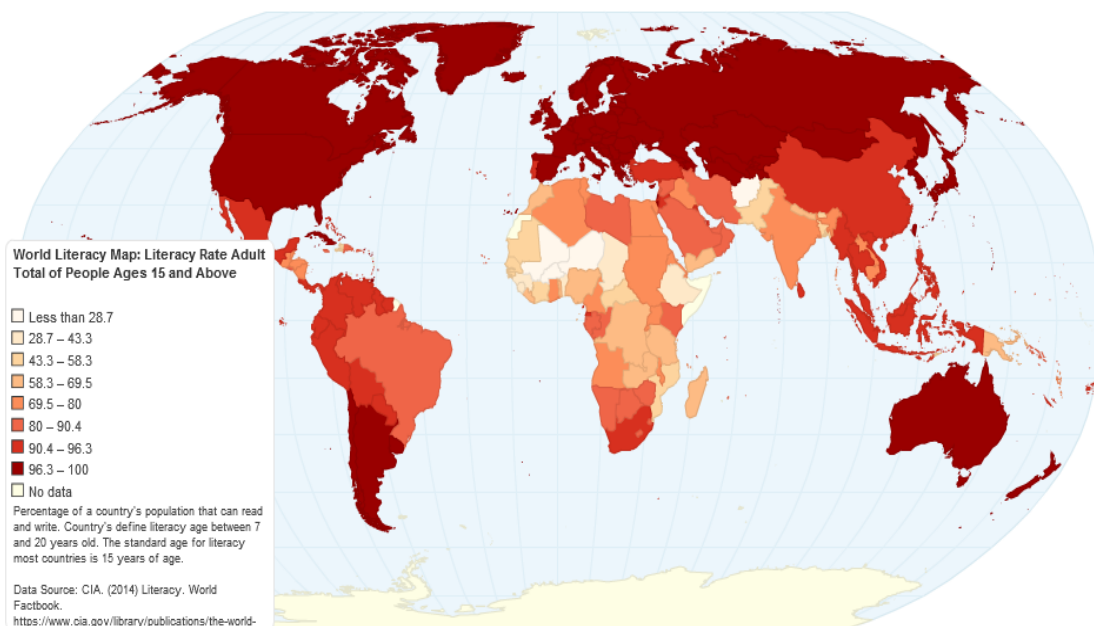 World Literacy Map: Literacy Rate Adult
Total of People Ages 15 and Above
Less than 28.7
28.7 – 43.3
43.3 – 58.3
58.3 – 69.5
69.5 – 80
80 – 90.4
90.4 – 96.3
96.3 – 100
No data
Percentage of a country's population that can read
and write. Country's define literacy age between 7
and 20 years old. The standard age for literacy
most countries is 15 years of age.
Data Source: CIA. (2014) Literacy. World
Factbook.
https://www.cia.gov/library/publications/the-world-